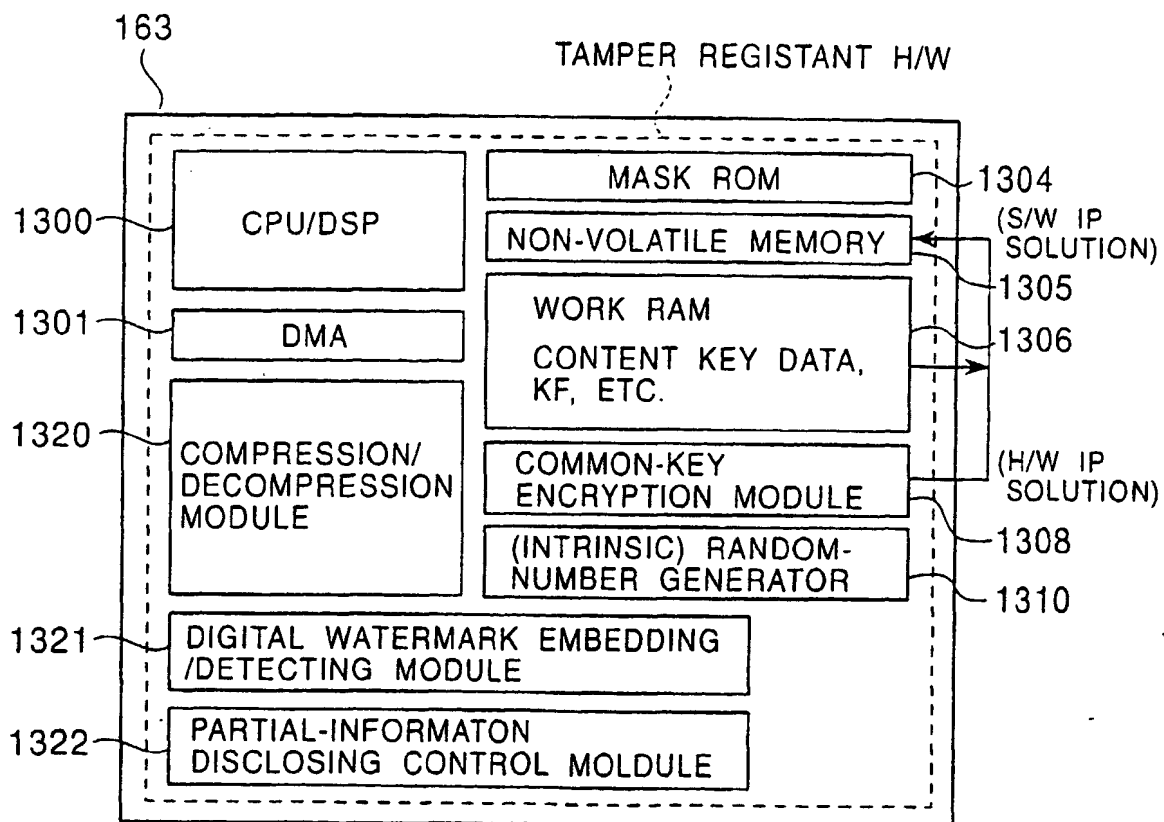 163
TAMPER REGISTANT H/W
1300
CPU/DSP
MASK ROM
1304
NON-VOLATILE MEMORY
(S/W IP
SOLUTION)
1305
1301
DMA
WORK RAM
CONTENT KEY DATA,
KF, ETC.
1306
1320
COMPRESSION/
DECOMPRESSION
MODULE
COMMON-KEY
ENCRYPTION MODULE
(H/W IP
SOLUTION)
1308
(INTRINSIC) RANDOM-
NUMBER GENERATOR
1310
1321
DIGITAL WATERMARK EMBEDDING
/DETECTING MODULE
1322
PARTIAL-INFORMATON
DISCLOSING CONTROL MOLDULE